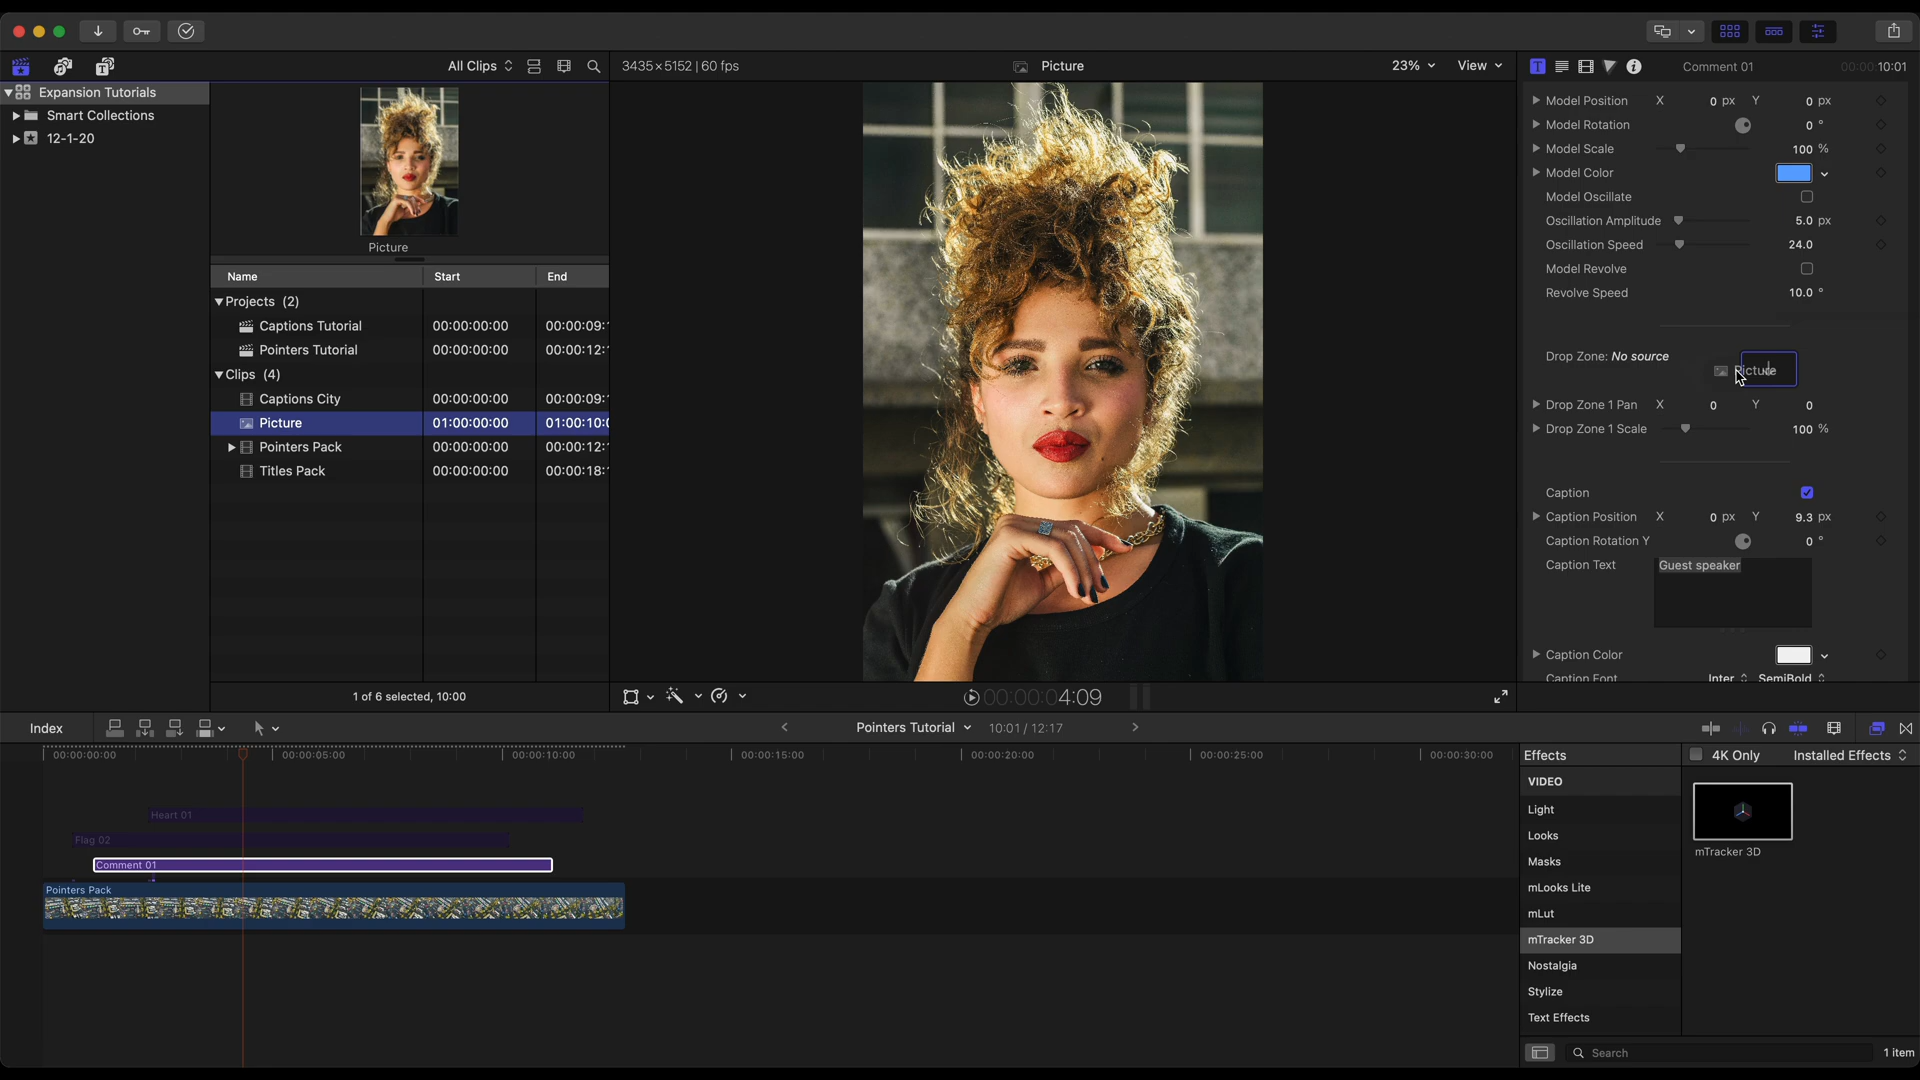 All Clips
3435 × 5152 | 60 fps
Picture
23%
View
Comment 01
00:00:10:01
Expansion Tutorials
Smart Collections
12-1-20
Picture
Name Start End
Projects (2)
Captions Tutorial 00:00:00:00 00:00:09:
Pointers Tutorial 00:00:00:00 00:00:12:
Clips (4)
Captions City 00:00:00:00 00:00:09:
Picture 01:00:00:00 01:00:10:
Pointers Pack 00:00:00:00 00:00:12:
Titles Pack 00:00:00:00 00:00:18:
1 of 6 selected, 10:00
00:00:04:09
Model Position X 0 px Y 0 px
Model Rotation 0 °
Model Scale 100 %
Model Color
Model Oscillate
Oscillation Amplitude 5.0 px
Oscillation Speed 24.0
Model Revolve
Revolve Speed 10.0 °
Drop Zone: No source
Picture
Drop Zone 1 Pan X 0 Y 0
Drop Zone 1 Scale 100 %
Caption
Caption Position X 0 px Y 9.3 px
Caption Rotation Y 0 °
Caption Text Guest speaker
Caption Color
Caption Font Inter SemiBold
Index
Pointers Tutorial
10:01 / 12:17
00:00:00:00 00:00:05:00 00:00:10:00 00:00:15:00 00:00:20:00 00:00:25:00 00:00:30:00
Heart 01
Flag 02
Comment 01
Pointers Pack
Effects
4K Only
Installed Effects
VIDEO
Light
Looks
Masks
mLooks Lite
mLut
mTracker 3D
Nostalgia
Stylize
Text Effects
mTracker 3D
Search
1 item